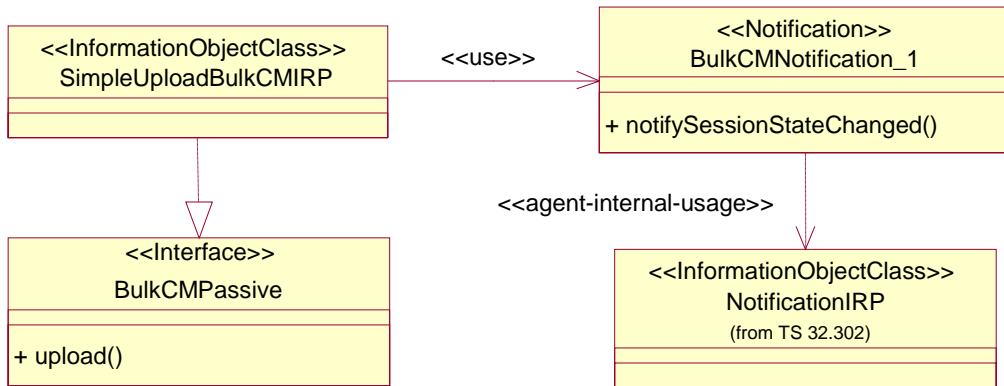 <<InformationObjectClass>>
SimpleUploadBulkCMIRP
<<use>>
<<Notification>>
BulkCMNotification_1
+ notifySessionStateChanged()
<<agent-internal-usage>>
<<Interface>>
BulkCMPassive
+ upload()
<<InformationObjectClass>>
NotificationIRP
(from TS 32.302)